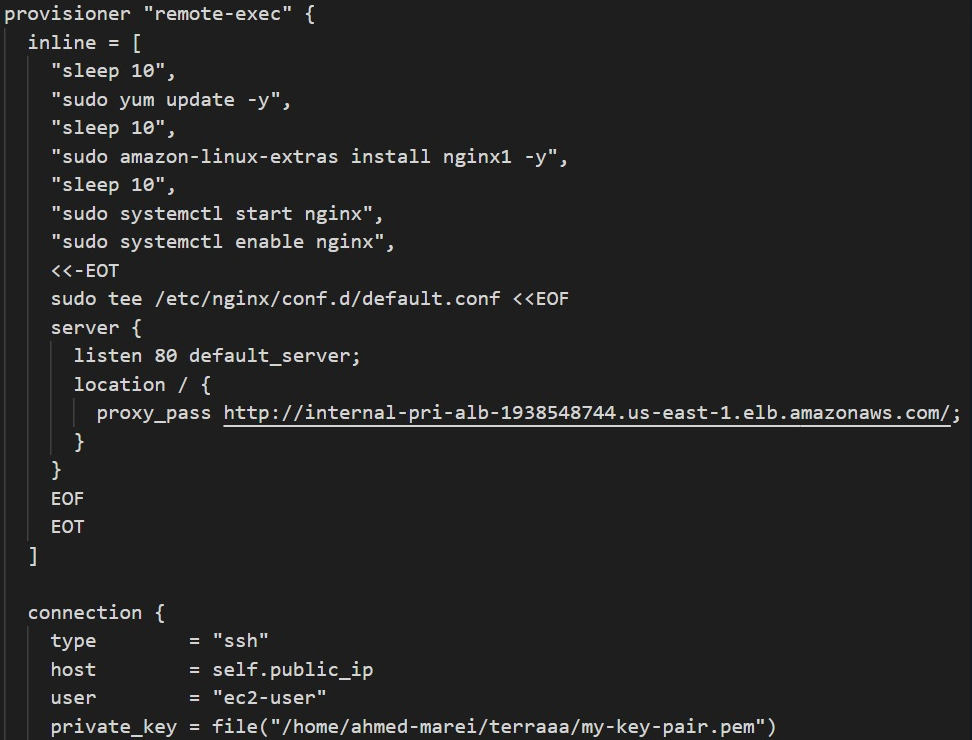 provisioner "remote-exec" {
  inline = [
    "sleep 10",
    "sudo yum update -y",
    "sleep 10",
    "sudo amazon-linux-extras install nginx1 -y",
    "sleep 10",
    "sudo systemctl start nginx",
    "sudo systemctl enable nginx",
    <<-EOT
    sudo tee /etc/nginx/conf.d/default.conf <<EOF
    server {
      listen 80 default_server;
      location / {
        proxy_pass http://internal-pri-alb-1938548744.us-east-1.elb.amazonaws.com/;
      }
    }
    EOF
    EOT
  ]

  connection {
    type        = "ssh"
    host        = self.public_ip
    user        = "ec2-user"
    private_key = file("/home/ahmed-marei/terraaa/my-key-pair.pem")